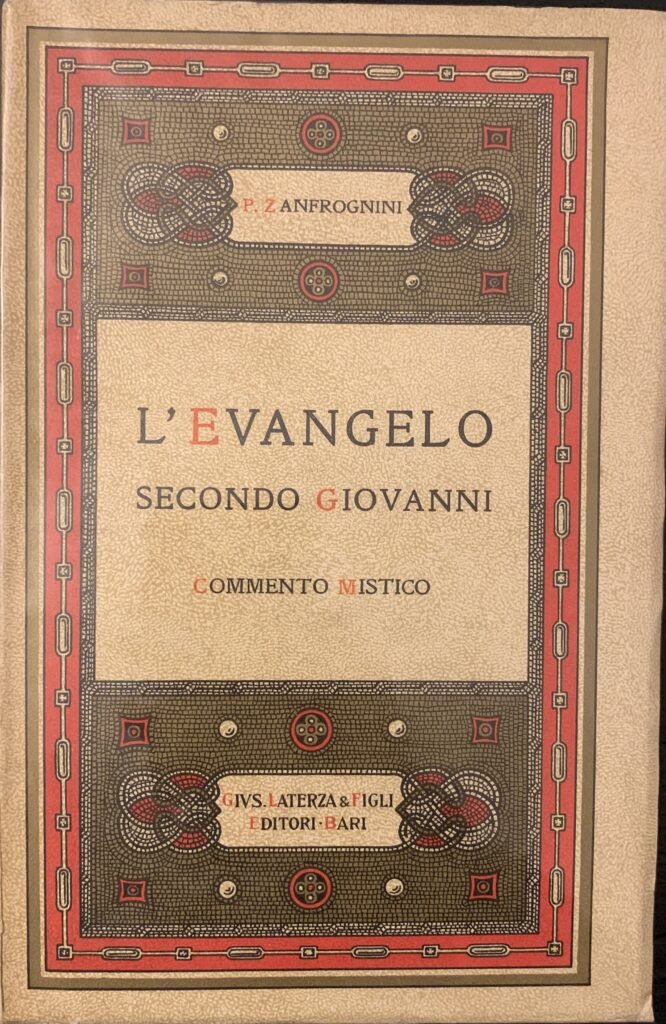 P. ZANFROGNINI
L'EVANGELO
SECONDO GIOVANNI
COMMENTO MISTICO
GIVS. LATERZA & FIGLI
EDITORI·BARI